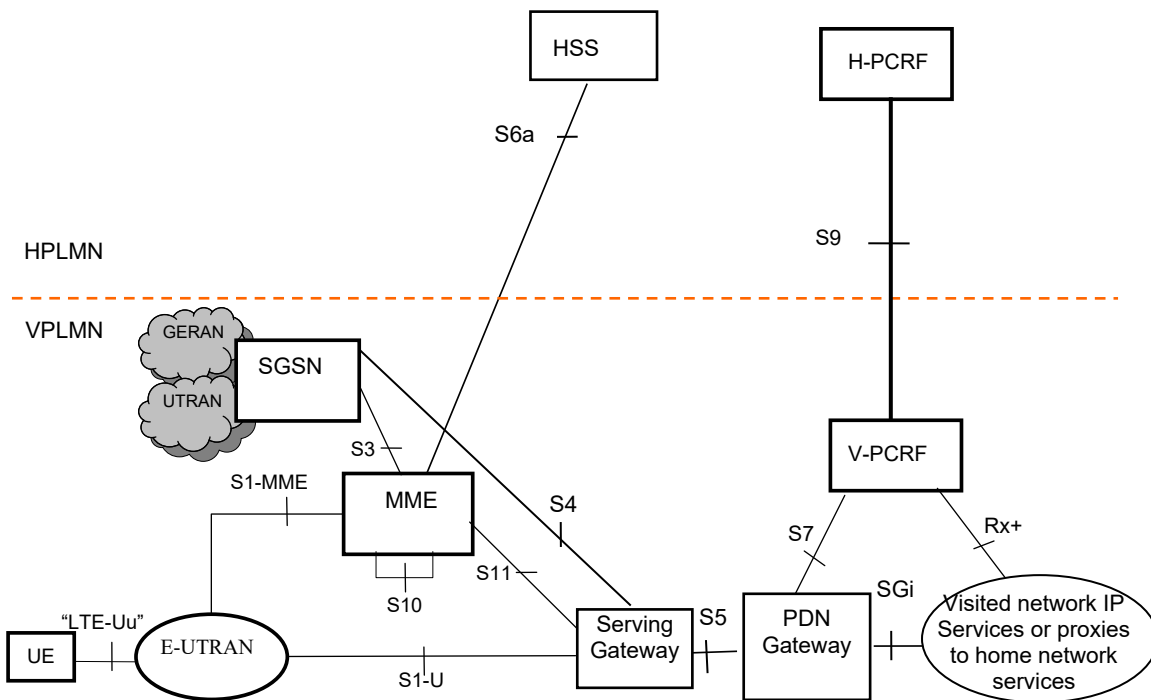 HSS
H-PCRF
S6a
S9
HPLMN
VPLMN
GERAN
SGSN
UTRAN
S3
V-PCRF
S1-MME
MME
S4
S7
Rx+
S11
S10
SGi
“LTE-Uu”
S5
Serving
Gateway
PDN
Gateway
Visited network IP
Services or proxies
to home network
services
UE
E-UTRAN
S1-U